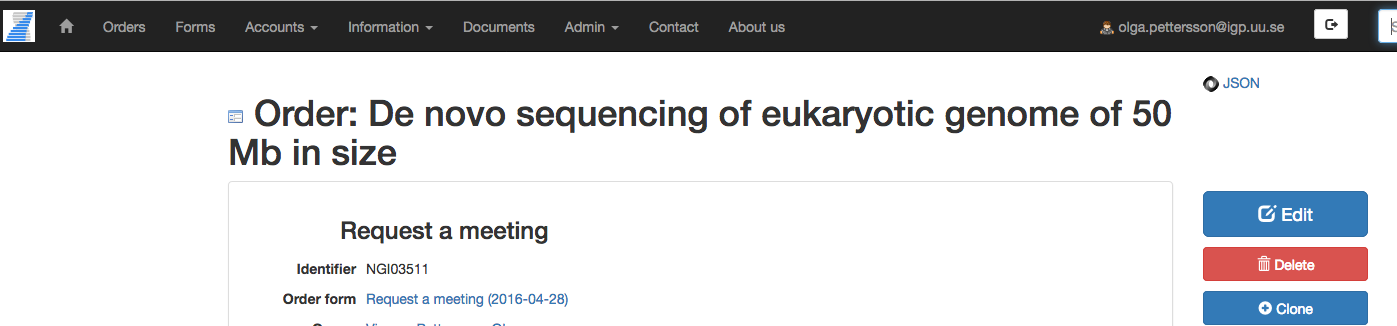 Orders Forms Accounts Information Documents Admin Contact About us olga.pettersson@igp.uu.se
JSON
Order: De novo sequencing of eukaryotic genome of 50
Mb in size
Edit
Request a meeting
Delete
Identifier NGI03511
Order form Request a meeting (2016-04-28)
Clone